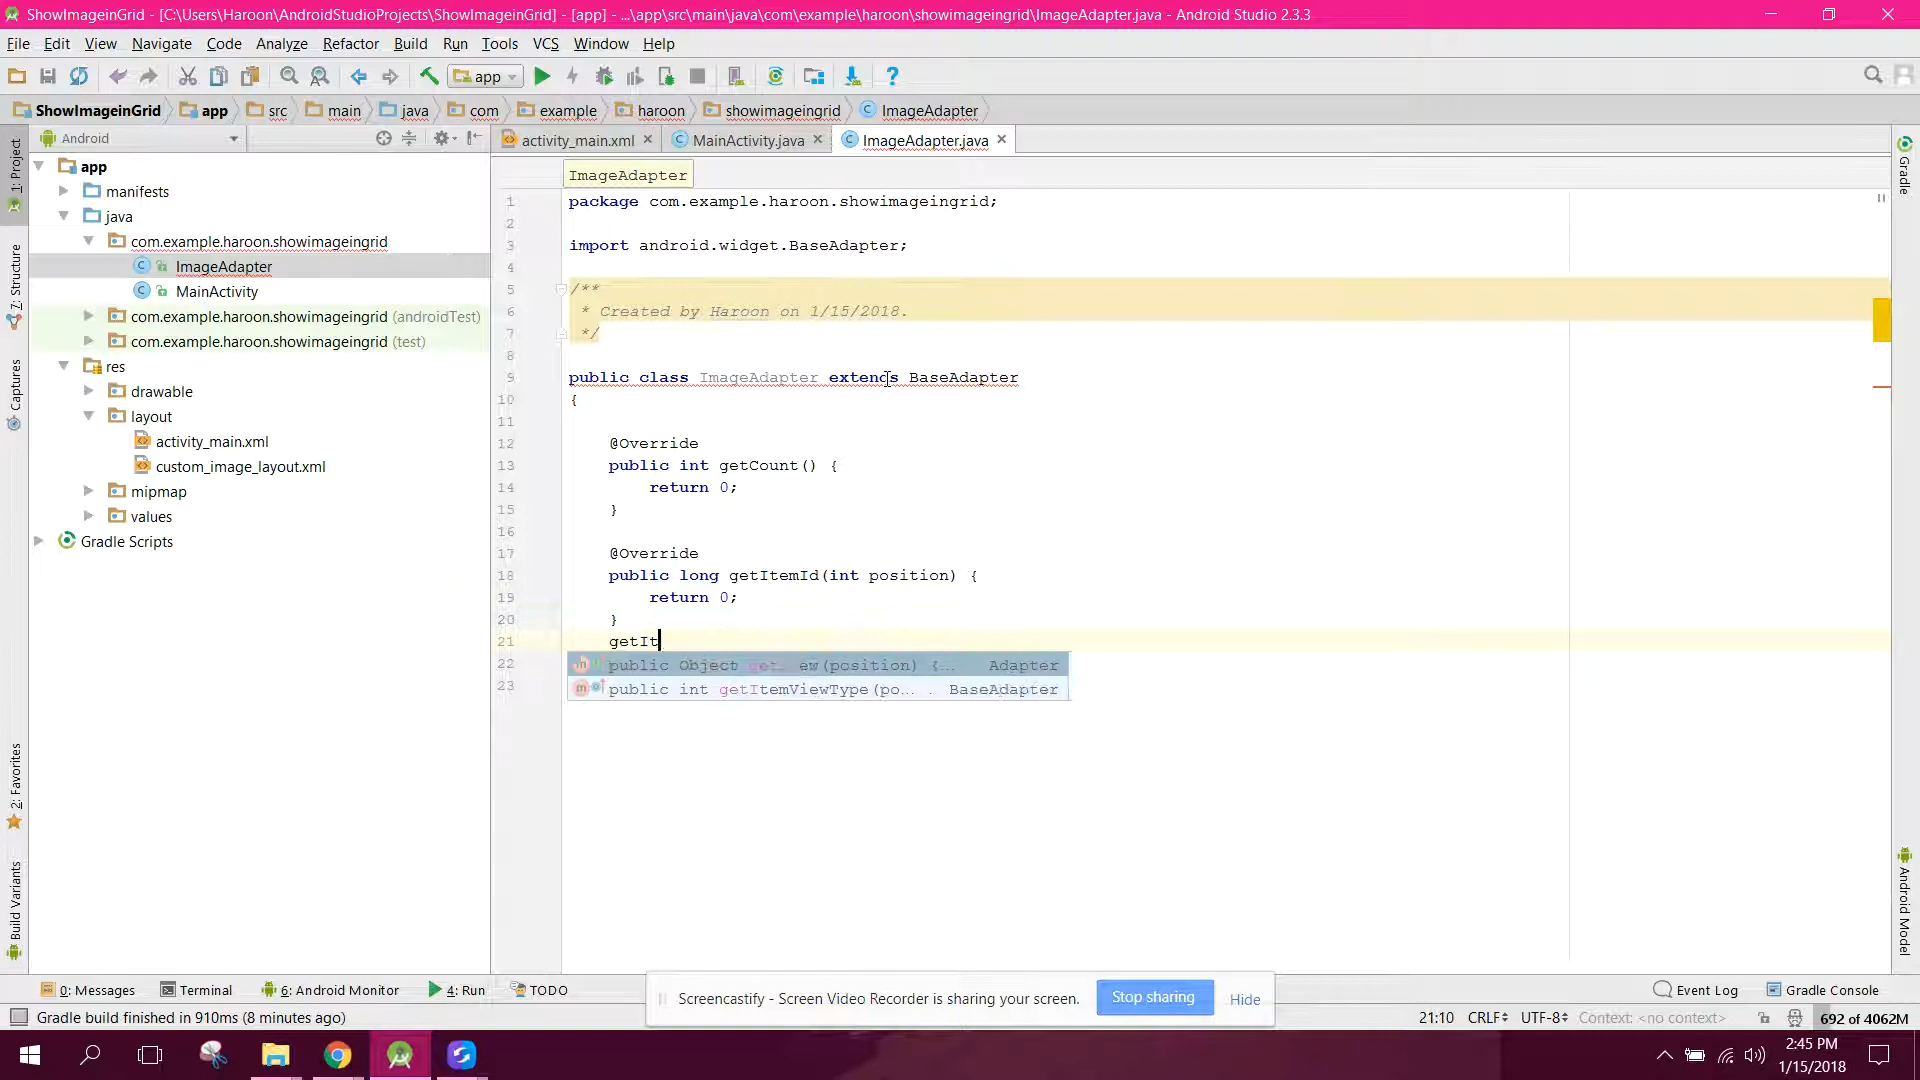 ShowImageinGrid - [C:\Users\Haroon\AndroidStudioProjects\ShowImageinGrid] - [app] - ...\app\src\main\java\com\example\haroon\showimageingrid\ImageAdapter.java - Android Studio 2.3.3
File Edit View Navigate Code Analyze Refactor Build Run Tools VCS Window Help
app
ShowImageinGrid app src main java com example haroon showimageingrid ImageAdapter
Android
activity_main.xml MainActivity.java ImageAdapter.java
1: Project
7: Structure
Captures
2: Favorites
Build Variants
app
manifests
java
com.example.haroon.showimageingrid
ImageAdapter
MainActivity
com.example.haroon.showimageingrid (androidTest)
com.example.haroon.showimageingrid (test)
res
drawable
layout
activity_main.xml
custom_image_layout.xml
mipmap
values
Gradle Scripts
ImageAdapter
1 package com.example.haroon.showimageingrid;
2
3 import android.widget.BaseAdapter;
4
5 /**
6 * Created by Haroon on 1/15/2018.
7 */
8
9 public class ImageAdapter extends BaseAdapter
10 {
11
12 @Override
13 public int getCount() {
14 return 0;
15 }
16
17 @Override
18 public long getItemId(int position) {
19 return 0;
20 }
21 getIt
22 public Object get ew(position) {... Adapter
public int getItemViewType(po... . BaseAdapter
23
Gradle
Android Model
0: Messages Terminal 6: Android Monitor 4: Run TODO
Event Log Gradle Console
Screencastify - Screen Video Recorder is sharing your screen. Stop sharing Hide
Gradle build finished in 910ms (8 minutes ago)
21:10 CRLF UTF-8 Context: <no context> 692 of 4062M
2:45 PM
1/15/2018